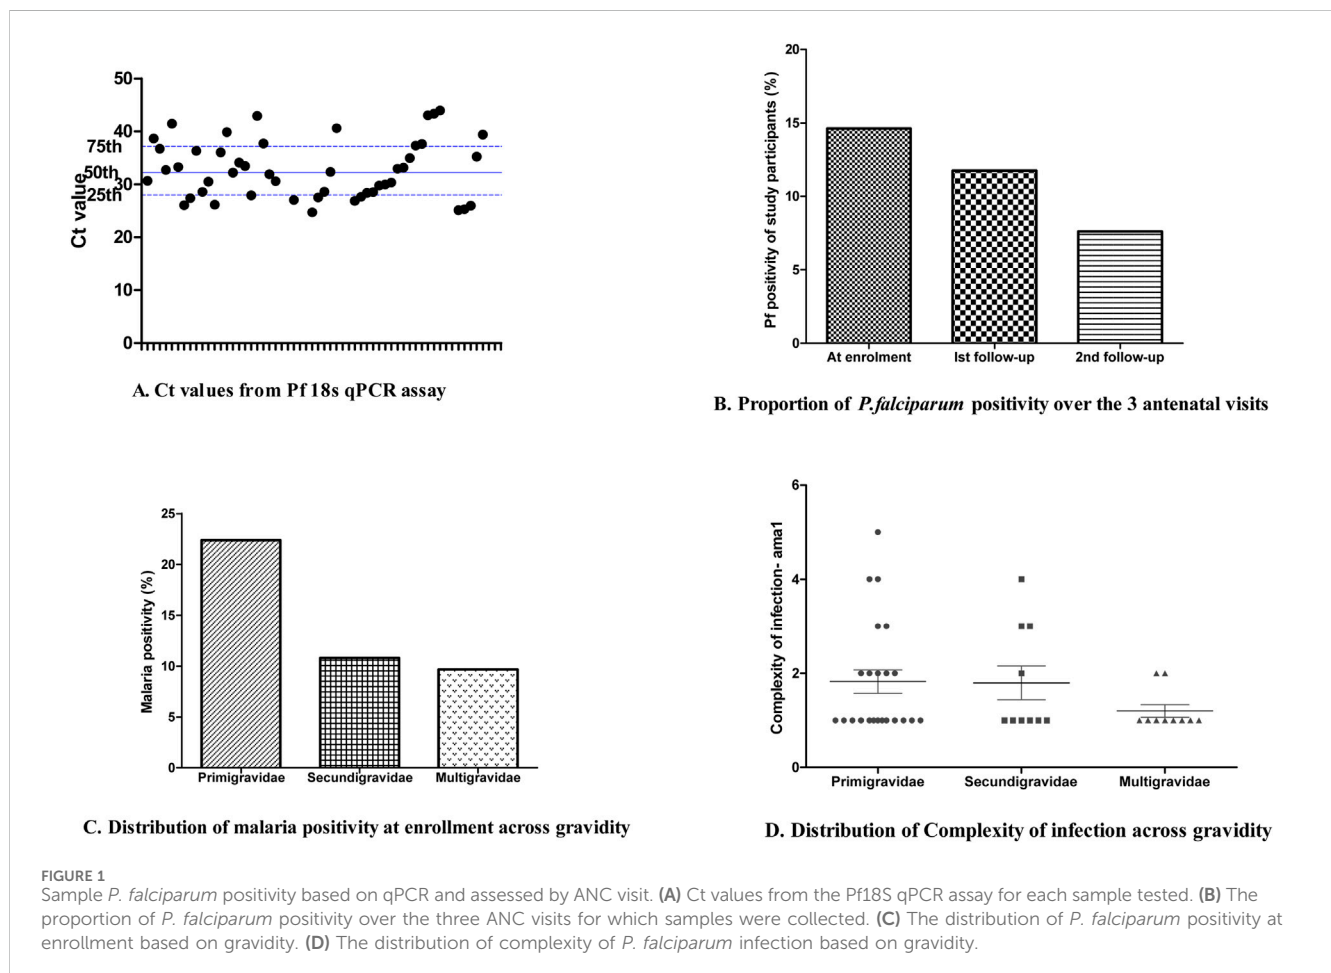 50
40
30
20
10
0
75th
50th
25th
Ct value
A. Ct values from Pf 18s qPCR assay
20
15
10
5
0
Pf positivity of study participants (%)
At enrolment Ist follow-up 2nd follow-up
B. Proportion of P.falciparum positivity over the 3 antenatal visits
25
20
15
10
5
0
Malaria positivity (%)
Primigravidae Secundigravidae Multigravidae
C. Distribution of malaria positivity at enrollment across gravidity
6
4
2
0
Complexity of infection- ama1
Primigravidae Secundigravidae Multigravidae
D. Distribution of Complexity of infection across gravidity
FIGURE 1
Sample P. falciparum positivity based on qPCR and assessed by ANC visit. (A) Ct values from the Pf18S qPCR assay for each sample tested. (B) The
proportion of P. falciparum positivity over the three ANC visits for which samples were collected. (C) The distribution of P. falciparum positivity at
enrollment based on gravidity. (D) The distribution of complexity of P. falciparum infection based on gravidity.